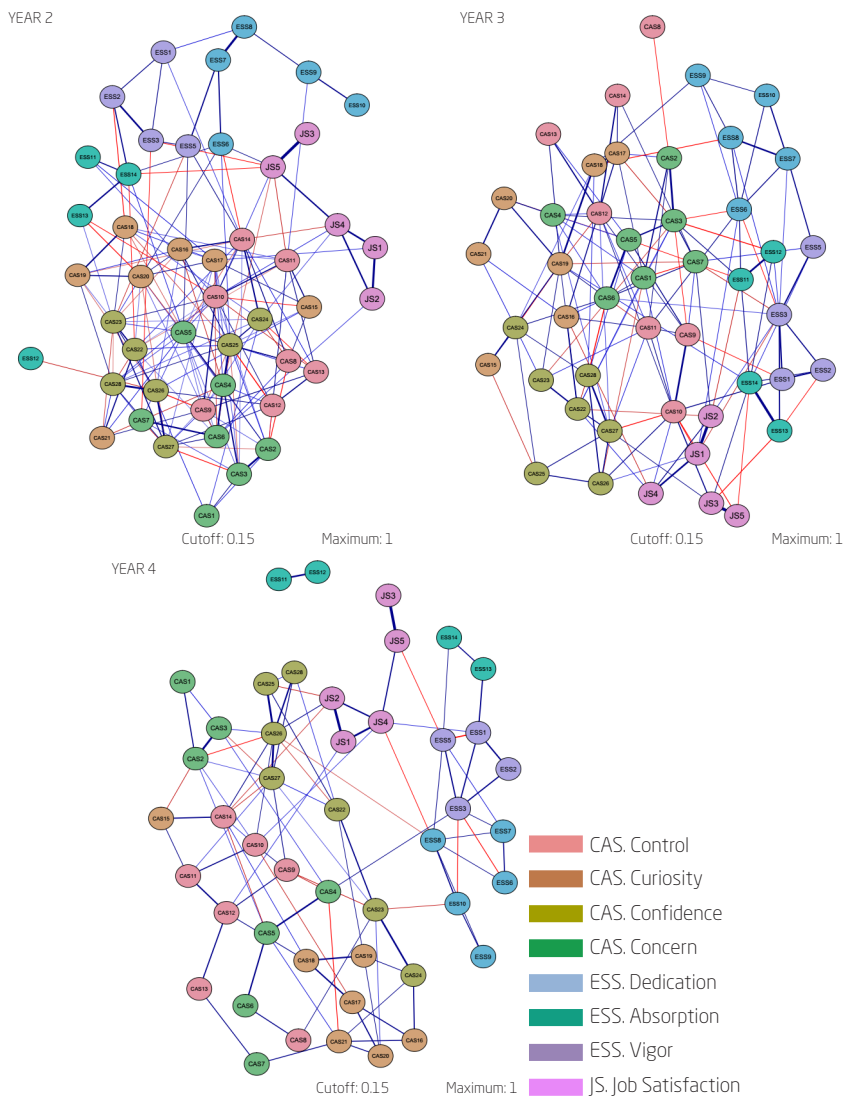 YEAR 2
ESS8
ESS1
ESS7
ESS9
ESS2
ESS10
ESS3
ESS5
ESS6
JS3
ESS11
ESS14
JS5
ESS13
CAS18
JS4
CAS14
JS1
CAS16
CAS17
CAS11
CAS19
CAS20
CAS10
JS2
CAS15
CAS23
CAS24
CAS5
CAS22
CAS25
ESS12
CAS8
CAS13
CAS28
CAS26
CAS4
CAS9
CAS12
CAS7
CAS21
CAS6
CAS27
CAS2
CAS3
CAS1
Cutoff: 0.15 Maximum: 1
YEAR 3
CAS8
ESS9
CAS14
ESS10
CAS13
ESS8
CAS17
CAS18
CAS2
ESS7
CAS20
CAS4
CAS12
ESS6
CAS3
CAS5
ESS5
CAS21
ESS12
CAS19
CAS7
CAS1
ESS11
CAS6
ESS3
CAS16
CAS24
CAS11
CAS9
CAS15
CAS28
ESS2
CAS23
ESS1
ESS14
CAS22
CAS10
JS2
CAS27
ESS13
JS1
CAS25
CAS26
JS4
JS3
JS5
Cutoff: 0.15 Maximum: 1
YEAR 4
ESS11
ESS12
JS3
JS5
ESS14
ESS13
CAS1
CAS25
CAS26
JS2
CAS3
JS4
CAS26
JS1
ESS5
ESS1
CAS2
ESS2
CAS27
CAS15
CAS14
CAS22
ESS3
ESS7
CAS10
ESS8
CAS11
CAS9
CAS4
ESS6
CAS12
CAS23
ESS10
CAS5
CAS18
CAS19
ESS9
CAS24
CAS13
CAS6
CAS17
CAS8
CAS21
CAS16
CAS7
CAS20
Cutoff: 0.15 Maximum: 1
CAS. Control
CAS. Curiosity
CAS. Confidence
CAS. Concern
ESS. Dedication
ESS. Absorption
ESS. Vigor
JS. Job Satisfaction